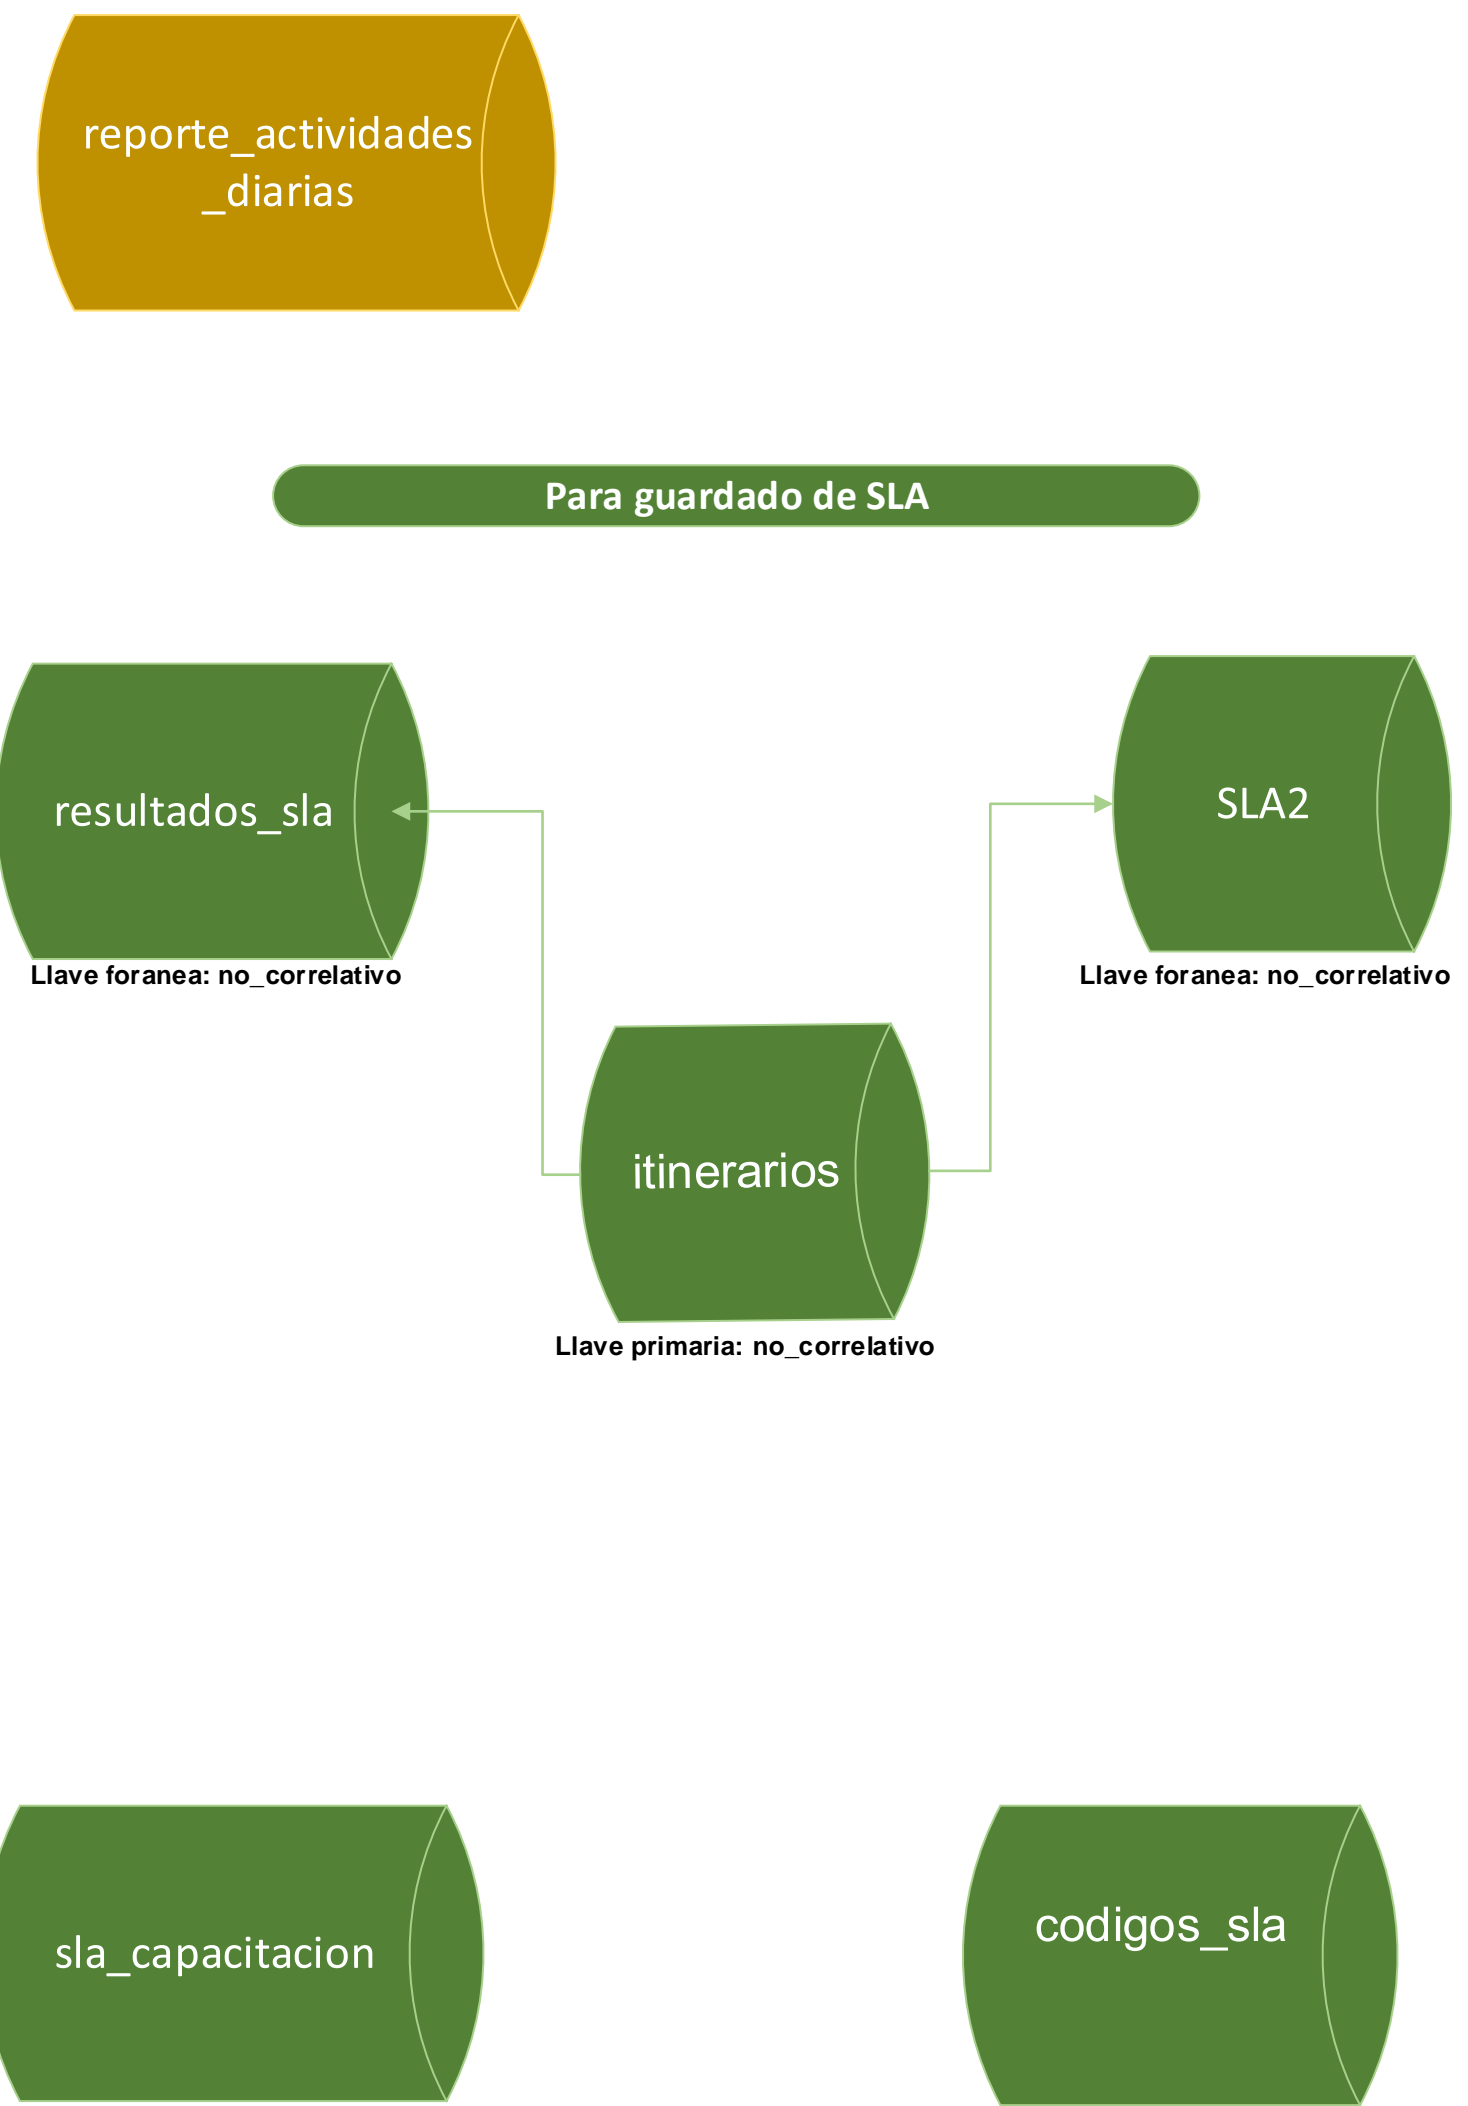 reporte_actividades
_diarias
Para guardado de SLA
resultados_sla
SLA2
Llave foranea: no_correlativo
Llave foranea: no_correlativo
itinerarios
Llave primaria: no_correlativo
sla_capacitacion
codigos_sla